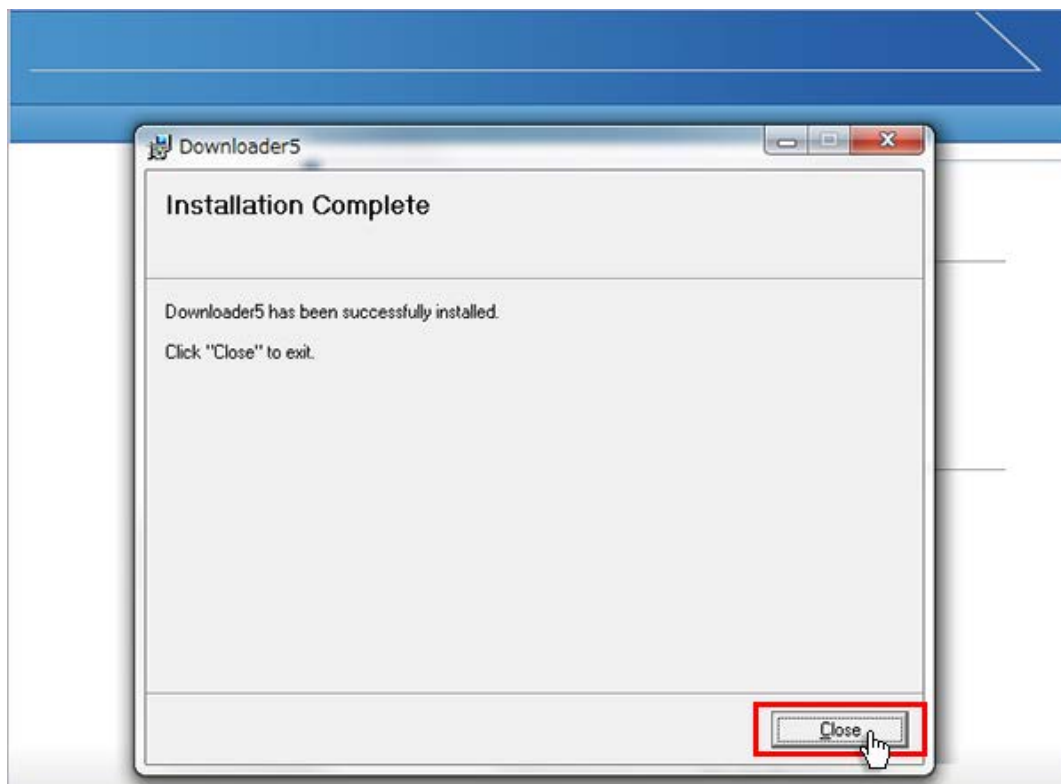 Downloader5
Installation Complete
Downloader5 has been successfully installed.
Click "Close" to exit.
Close